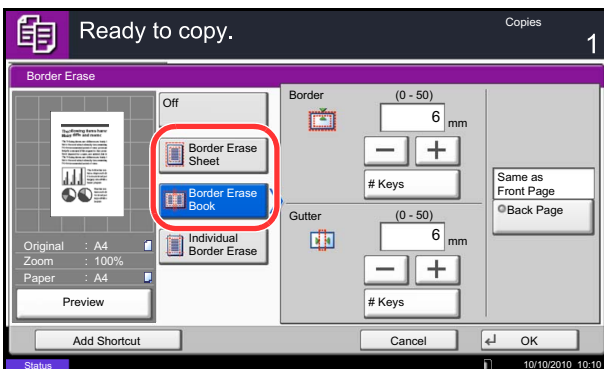 Ready to copy.
Copies
1
Border Erase
Off
Border Erase
Sheet
Border Erase
Book
Individual
Border Erase
Original : A4
Zoom : 100%
Paper : A4
Preview
Border
(0 - 50)
6 mm
# Keys
Gutter
(0 - 50)
6 mm
# Keys
Same as
Front Page
Back Page
Add Shortcut
Cancel
OK
Status
10/10/2010 10:10